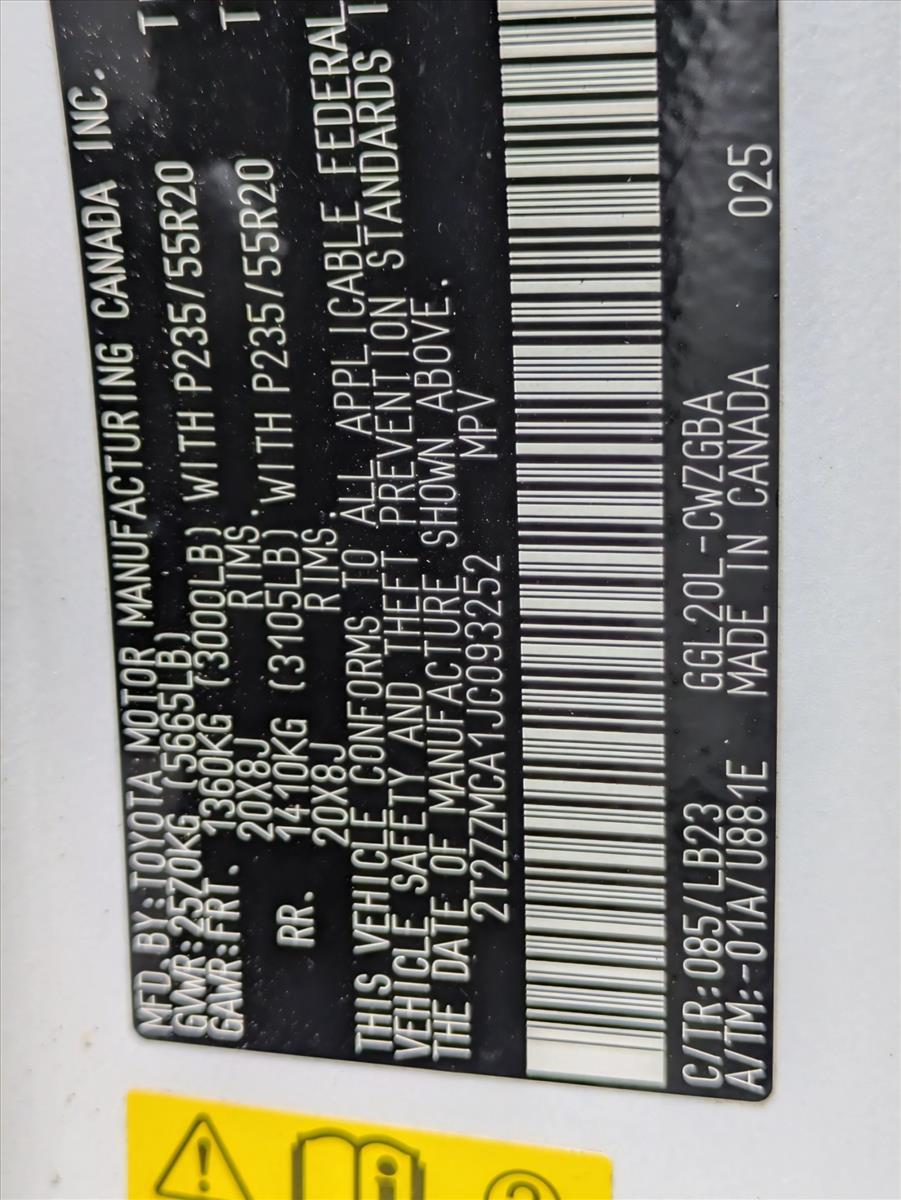 MFD. BY:TOYOTA MOTOR MANUFACTURING CANADA INC.
GVWR:2570KG (5665LB)
GAWR:FRT. 1360KG (3000LB) WITH P235/55R20
20X8J RIMS.
RR. 1410KG (3105LB) WITH P235/55R20
20X8J RIMS.
THIS VEHICLE CONFORMS TO ALL APPLICABLE FEDERAL
VEHICLE SAFETY AND THEFT PREVENTION STANDARDS
THE DATE OF MANUFACTURE SHOWN ABOVE.
2T2ZZMCA1JC093252 MPV
C/TR:085/LB23 GGL20L-CWZGBA
A/TM:-01A/U881E MADE IN CANADA 025